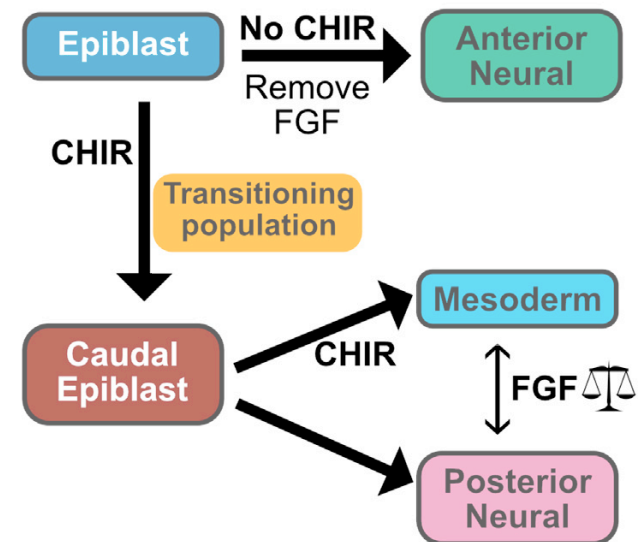 Epiblast
No CHIR
Remove
FGF
Anterior
Neural
CHIR
Transitioning
population
Caudal
Epiblast
CHIR
Mesoderm
FGF
Posterior
Neural